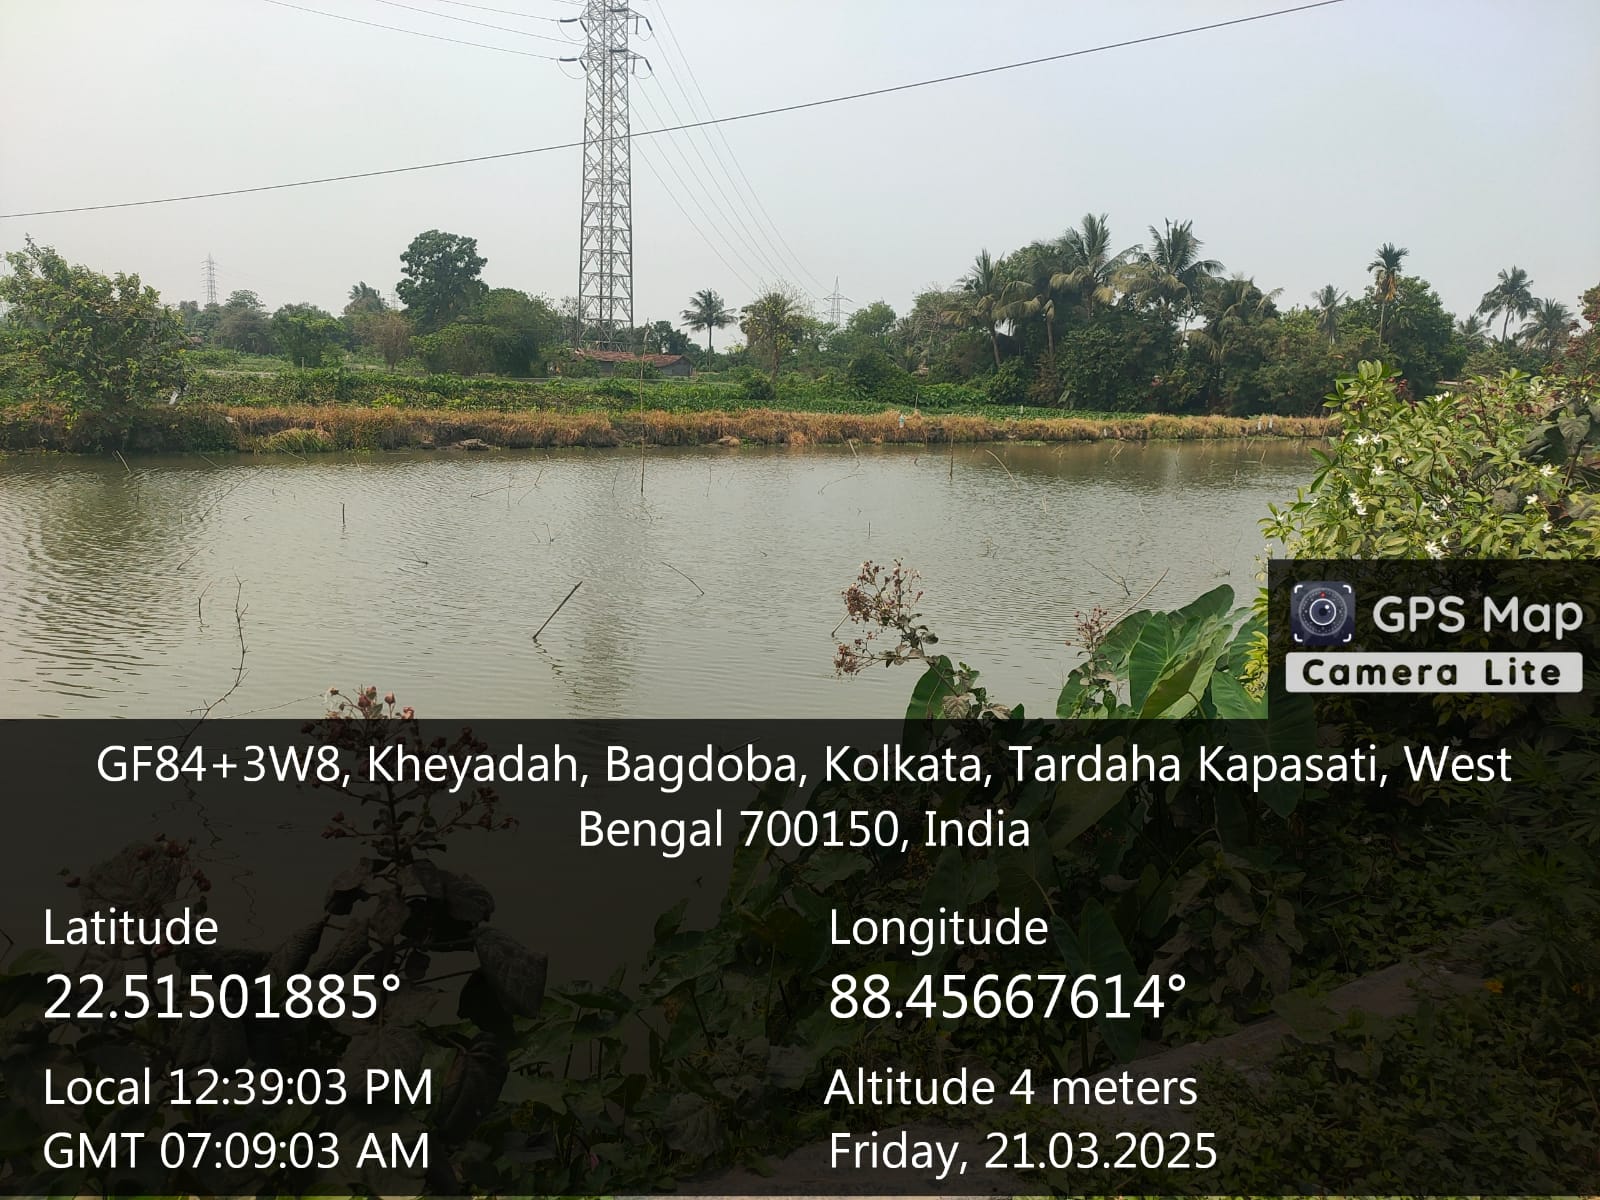 GPS Map
Camera Lite
GF84+3W8, Kheyadah, Bagdoba, Kolkata, Tardaha Kapasati, West
Bengal 700150, India
Latitude
22.51501885°
Longitude
88.45667614°
Local 12:39:03 PM
GMT 07:09:03 AM
Altitude 4 meters
Friday, 21.03.2025